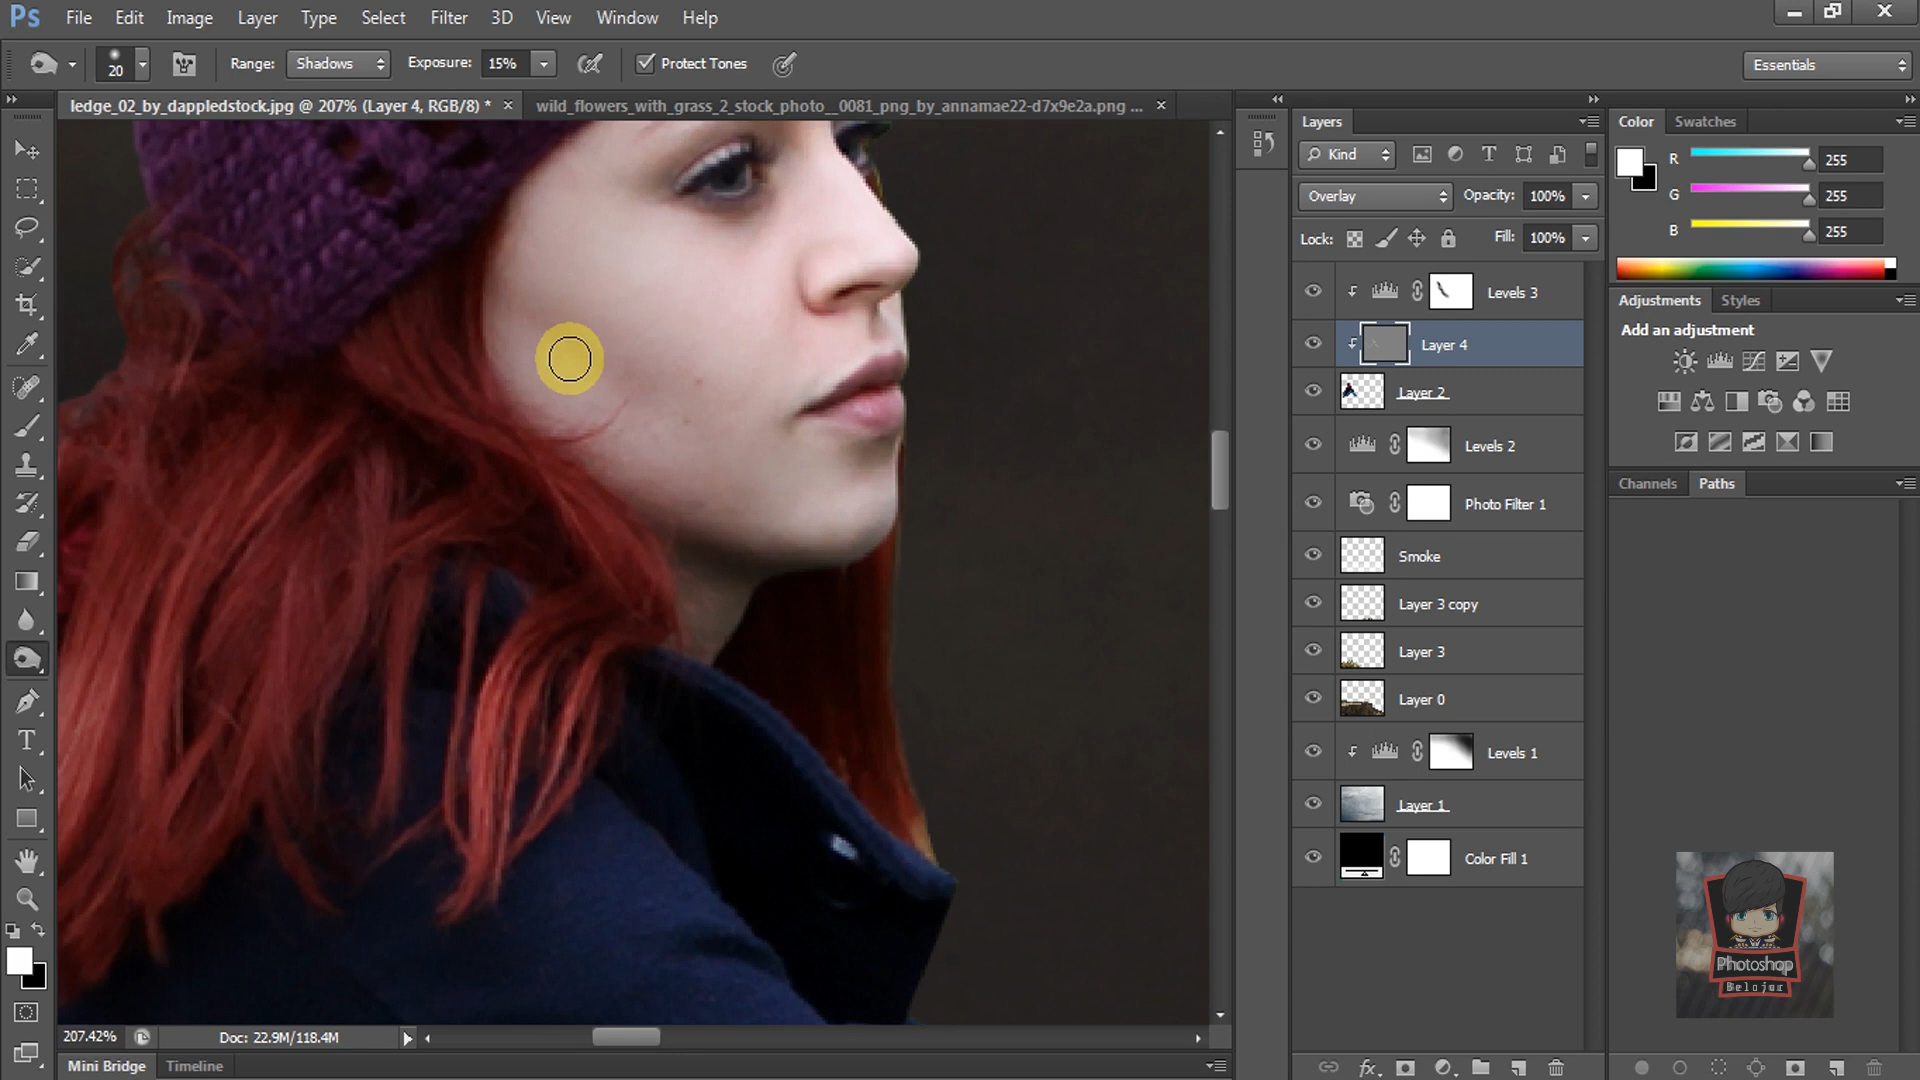 Ps File Edit Image Layer Type Select Filter 3D View Window Help
20 Range: Shadows Exposure: 15% Protect Tones Essentials
ledge_02_by_dappledstock.jpg @ 207% (Layer 4, RGB/8) * wild_flowers_with_grass_2_stock_photo__0081_png_by_annamae22-d7x9e2a.png ...
Layers
Kind
Overlay Opacity: 100%
Lock: Fill: 100%
Levels 3
Layer 4
Layer 2
Levels 2
Photo Filter 1
Smoke
Layer 3 copy
Layer 3
Layer 0
Levels 1
Layer 1
Color Fill 1
fx
Color Swatches
R 255
G 255
B 255
Adjustments Styles
Add an adjustment
Channels Paths
Photoshop
Belajar
207.42% Doc: 22.9M/118.4M
Mini Bridge Timeline